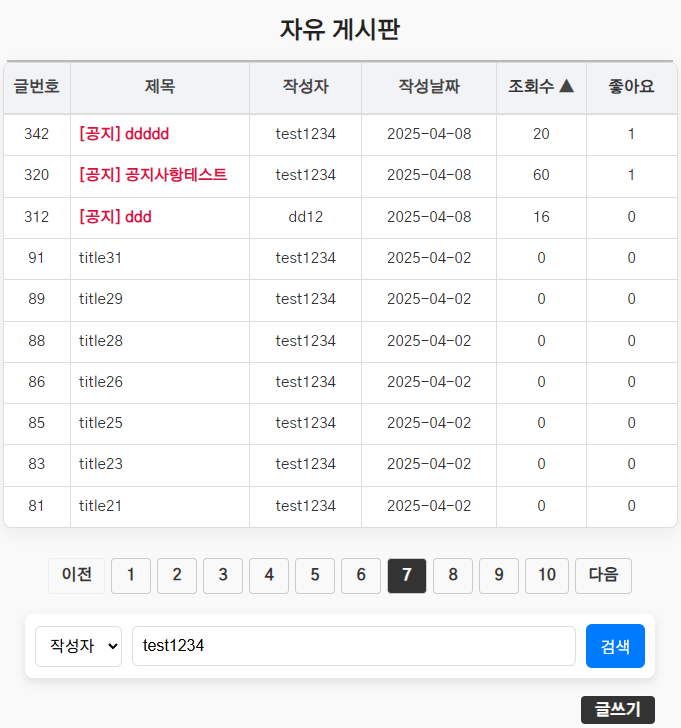 자유 게시판
글번호 제목 작성자 작성날짜 조회수 ▲ 좋아요
342 [공지] ddddd test1234 2025-04-08 20 1
320 [공지] 공지사항테스트 test1234 2025-04-08 60 1
312 [공지] ddd dd12 2025-04-08 16 0
91 title31 test1234 2025-04-02 0 0
89 title29 test1234 2025-04-02 0 0
88 title28 test1234 2025-04-02 0 0
86 title26 test1234 2025-04-02 0 0
85 title25 test1234 2025-04-02 0 0
83 title23 test1234 2025-04-02 0 0
81 title21 test1234 2025-04-02 0 0
이전 1 2 3 4 5 6 7 8 9 10 다음
작성자 test1234 검색
글쓰기